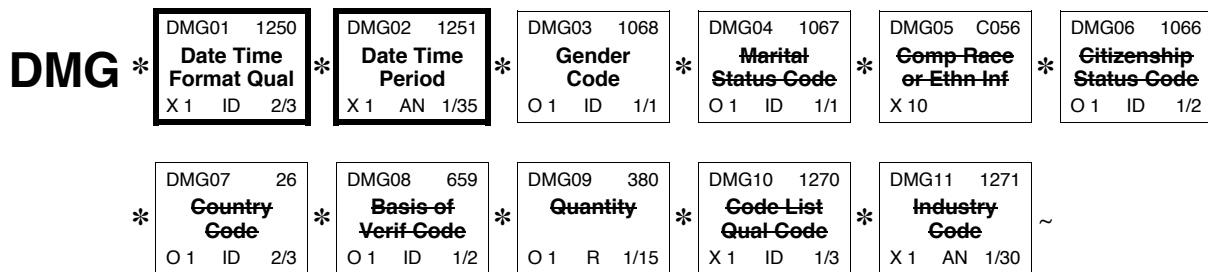 DMG01 1250 DMG02 1251 DMG03 1068 DMG04 1067 DMG05 C056 DMG06 1066
DMG * Date Time * Date Time * Gender * Marital * Comp Race * Citizenship
Format Qual Period Code Status Code or Ethn Inf Status Code
X 1 ID 2/3 X 1 AN 1/35 O 1 ID 1/1 O 1 ID 1/1 X 10 O 1 ID 1/2
DMG07 26 DMG08 659 DMG09 380 DMG10 1270 DMG11 1271
* Country * Basis of * Quantity * Code List * Industry ~
Code Verif Code Qual Code Code
O 1 ID 2/3 O 1 ID 1/2 O 1 R 1/15 X 1 ID 1/3 X 1 AN 1/30